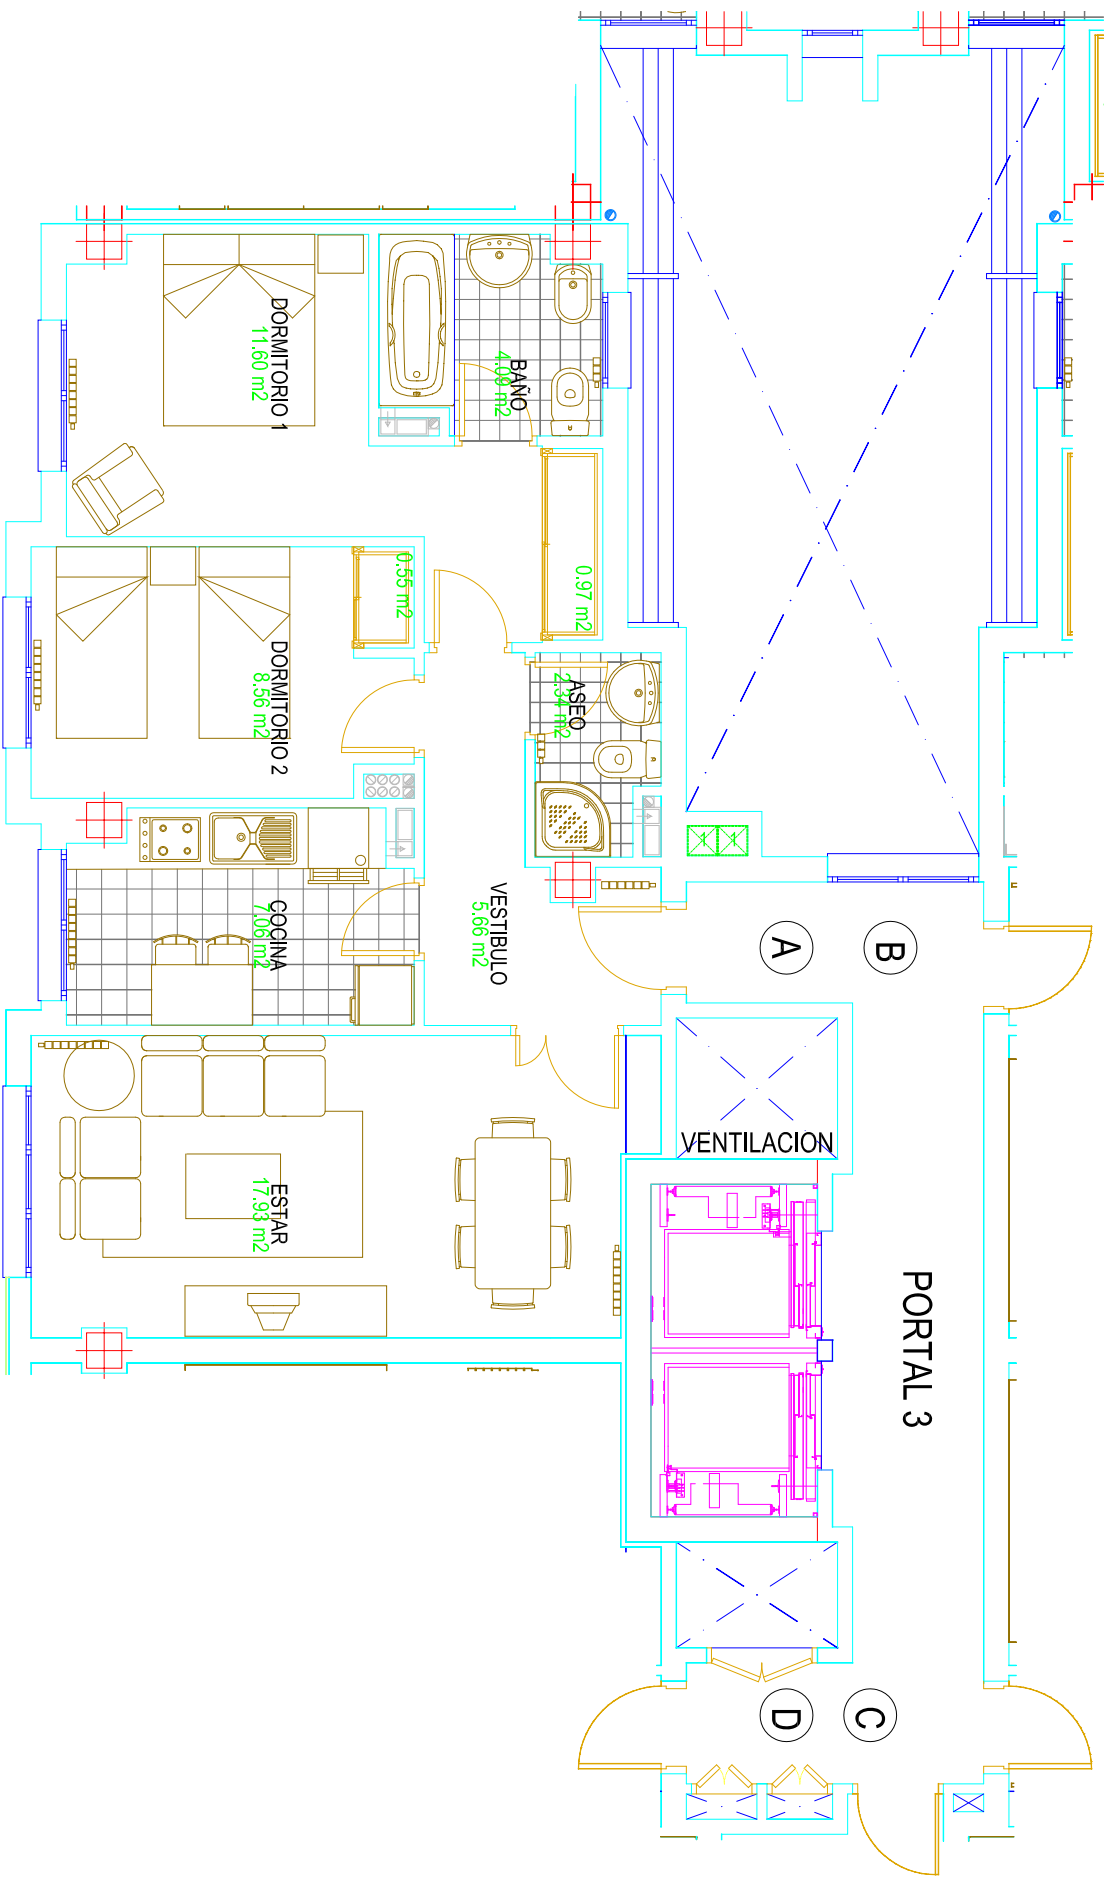 DORMITORIO 1
11.60 m2
BAÑO
4.09 m2
0.97 m2
0.55 m2
DORMITORIO 2
8.56 m2
ASEO
2.34 m2
COCINA
7.06 m2
VESTIBULO
5.66 m2
A
B
VENTILACION
ESTAR
17.93 m2
PORTAL 3
D
C